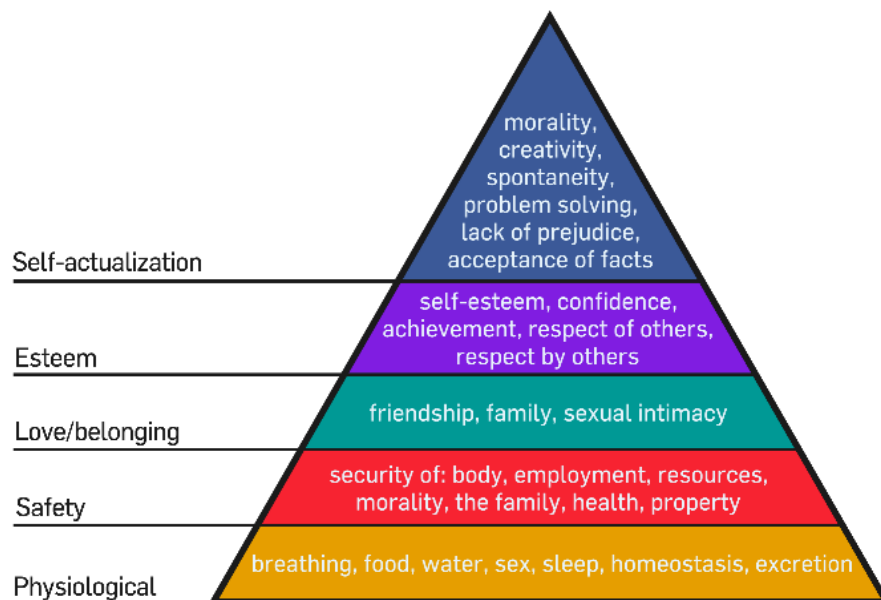 morality,
creativity,
spontaneity,
problem solving,
lack of prejudice,
acceptance of facts
Self-actualization
self-esteem, confidence,
achievement, respect of others,
respect by others
Esteem
friendship, family, sexual intimacy
Love/belonging
security of: body, employment, resources,
morality, the family, health, property
Safety
breathing, food, water, sex, sleep, homeostasis, excretion
Physiological